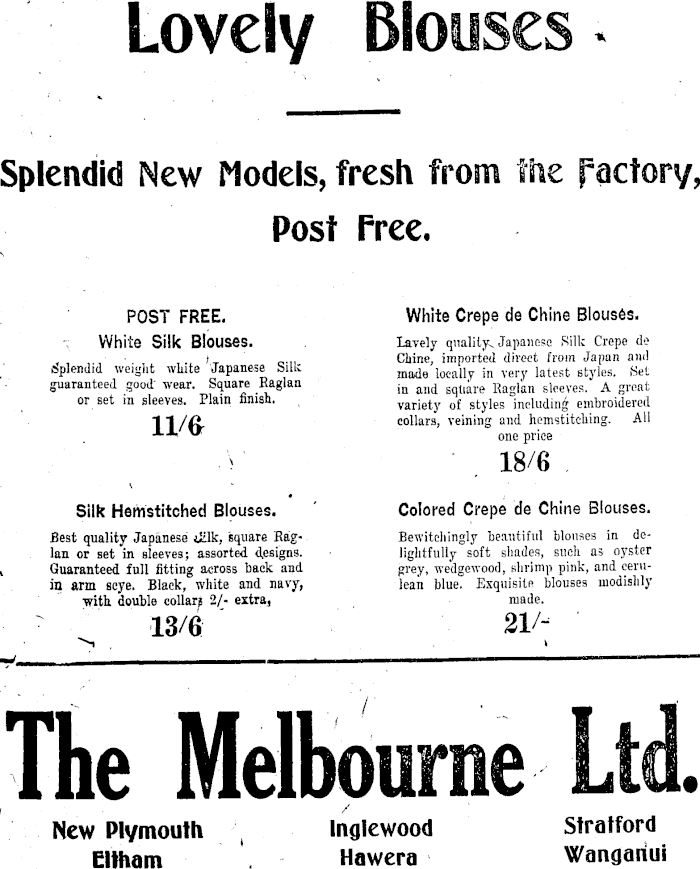 Lovely Blouses
Splendid New Models, fresh from the Factory,
Post Free.
POST FREE.
White Silk Blouses.
Splendid weight white Japanese Silk
guaranteed good wear. Square Raglan
or set in sleeves. Plain finish.
11/6
Silk Hemstitched Blouses.
Best quality Japanese silk, square Rag-
lan or set in sleeves; assorted designs.
Guaranteed full fitting across back and
in arm scye. Black, white and navy,
with double collars 2/- extra,
13/6
White Crepe de Chine Blouses.
Lavely quality Japanese Silk Crepe de
Chine, imported direct from Japan and
made locally in very latest styles. Set
in and square Raglan sleeves. A great
variety of styles including embroidered
collars, veining and hemstitching. All
one price
18/6
Colored Crepe de Chine Blouses.
Bewitchingly beautiful blouses in de-
lightfully soft shades, such as oyster
grey, wedgewood, shrimp pink, and ceru-
lean blue. Exquisite blouses modishly
made.
21/-
The Melbourne Ltd.
New Plymouth Inglewood Stratford
Eltham Hawera Wanganui